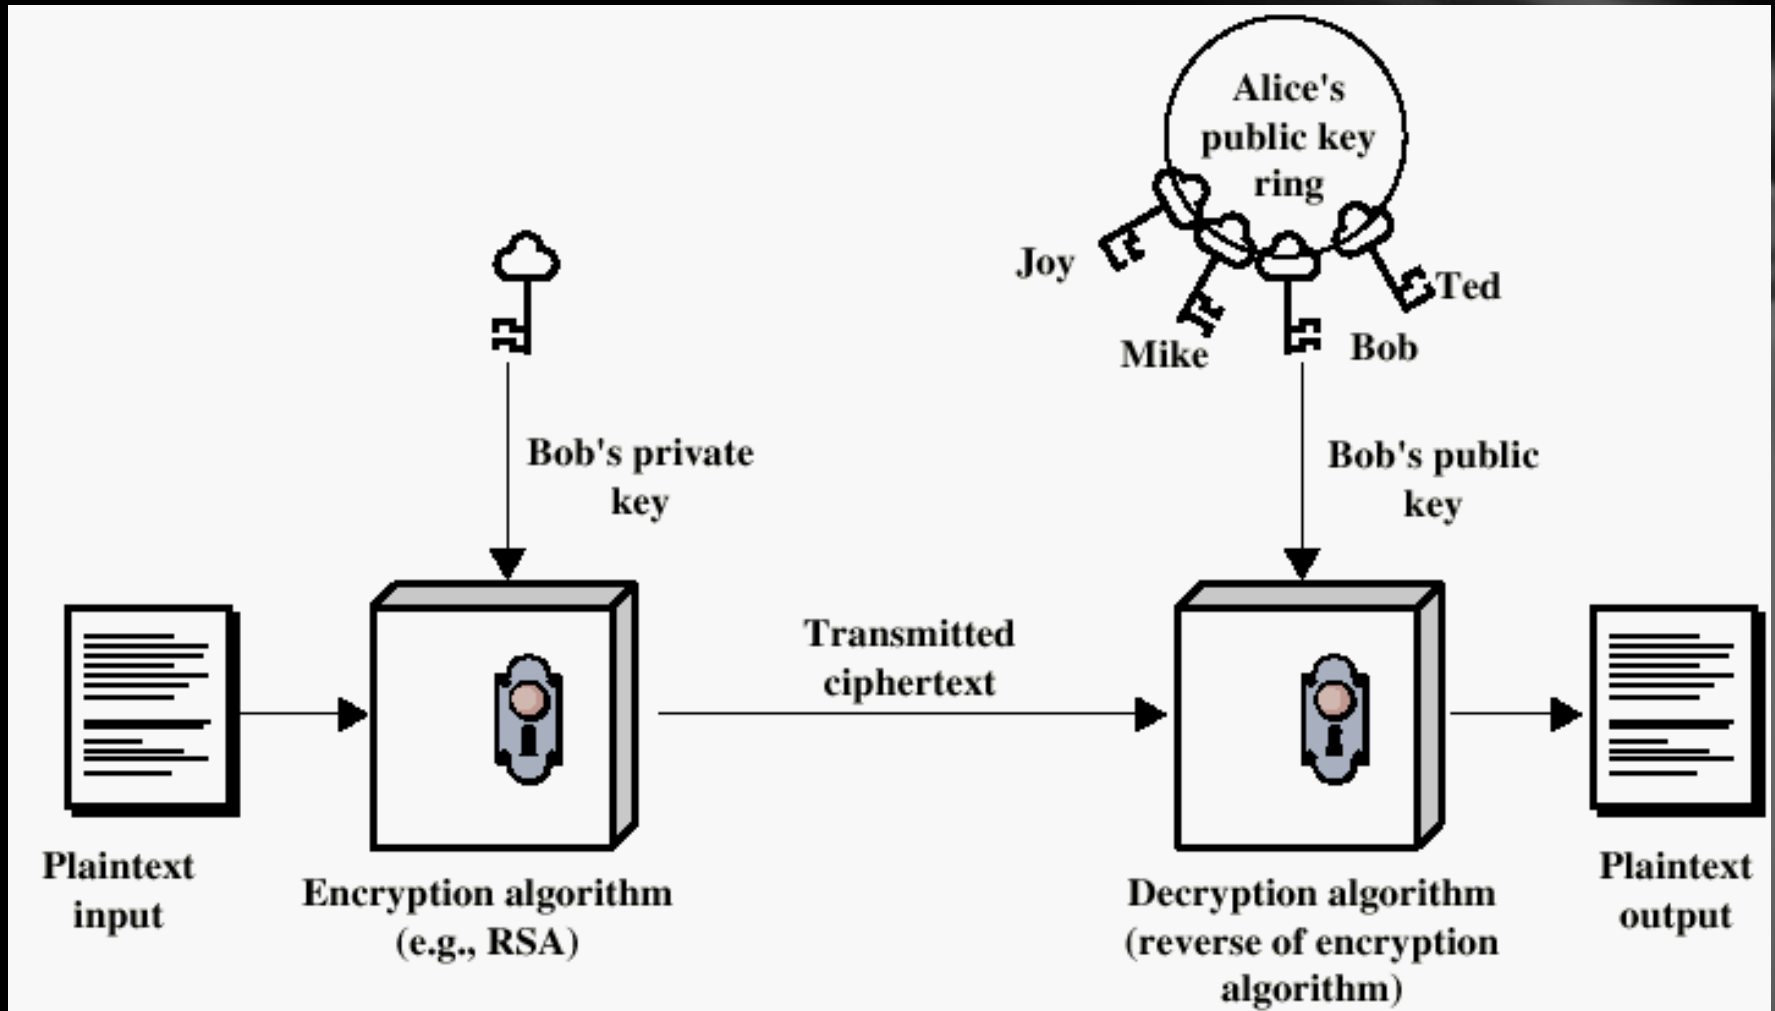 Alice's
public key
ring
Joy
Ted
Mike
Bob
Bob's private
key
Bob's public
key
Transmitted
ciphertext
Plaintext
input
Encryption algorithm
(e.g., RSA)
Decryption algorithm
(reverse of encryption
algorithm)
Plaintext
output